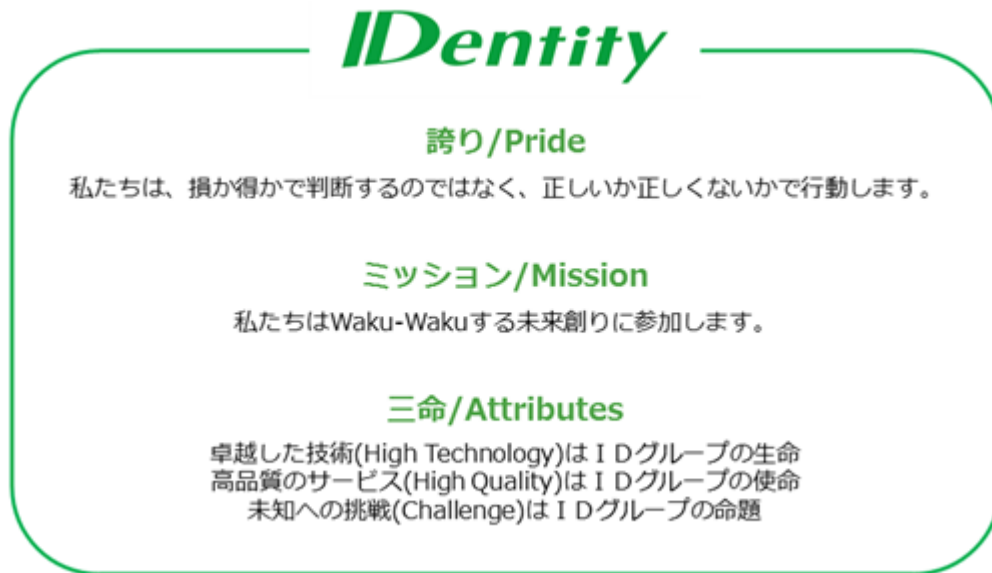 IDentity
誇り/Pride
私たちは、損か得かで判断するのではなく、正しいか正しくないかで行動します。
ミッション/Mission
私たちはWaku-Wakuする未来創りに参加します。
三命/Attributes
卓越した技術(High Technology)はＩＤグループの生命
高品質のサービス(High Quality)はＩＤグループの使命
未知への挑戦(Challenge)はＩＤグループの命題